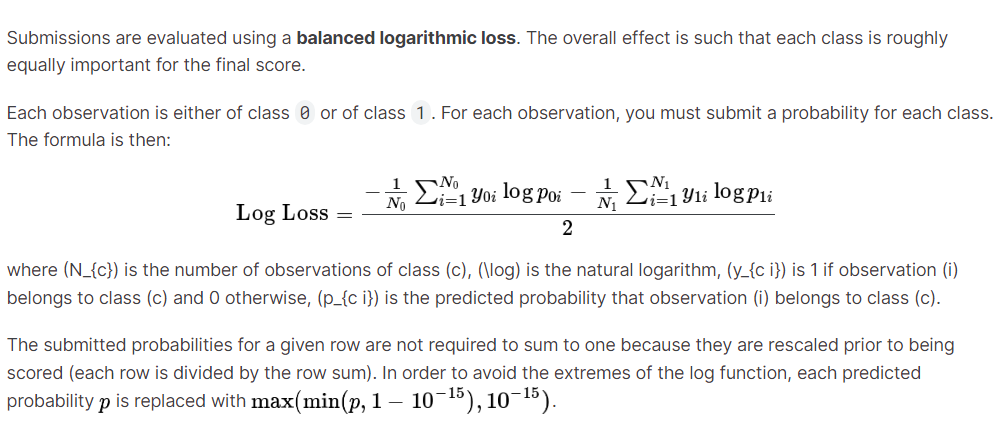 Submissions are evaluated using a balanced logarithmic loss. The overall effect is such that each class is roughly
equally important for the final score.
Each observation is either of class 0 or of class 1. For each observation, you must submit a probability for each class.
The formula is then:
Log Loss = \frac{-\frac{1}{N_0} \sum_{i=1}^{N_0} y_{0i} \log p_{0i} - \frac{1}{N_1} \sum_{i=1}^{N_1} y_{1i} \log p_{1i}}{2}
where (N_{c}) is the number of observations of class (c), (\log) is the natural logarithm, (y_{c i}) is 1 if observation (i)
belongs to class (c) and 0 otherwise, (p_{c i}) is the predicted probability that observation (i) belongs to class (c).
The submitted probabilities for a given row are not required to sum to one because they are rescaled prior to being
scored (each row is divided by the row sum). In order to avoid the extremes of the log function, each predicted
probability p is replaced with max(min(p, 1 − 10^{−15}), 10^{−15}).